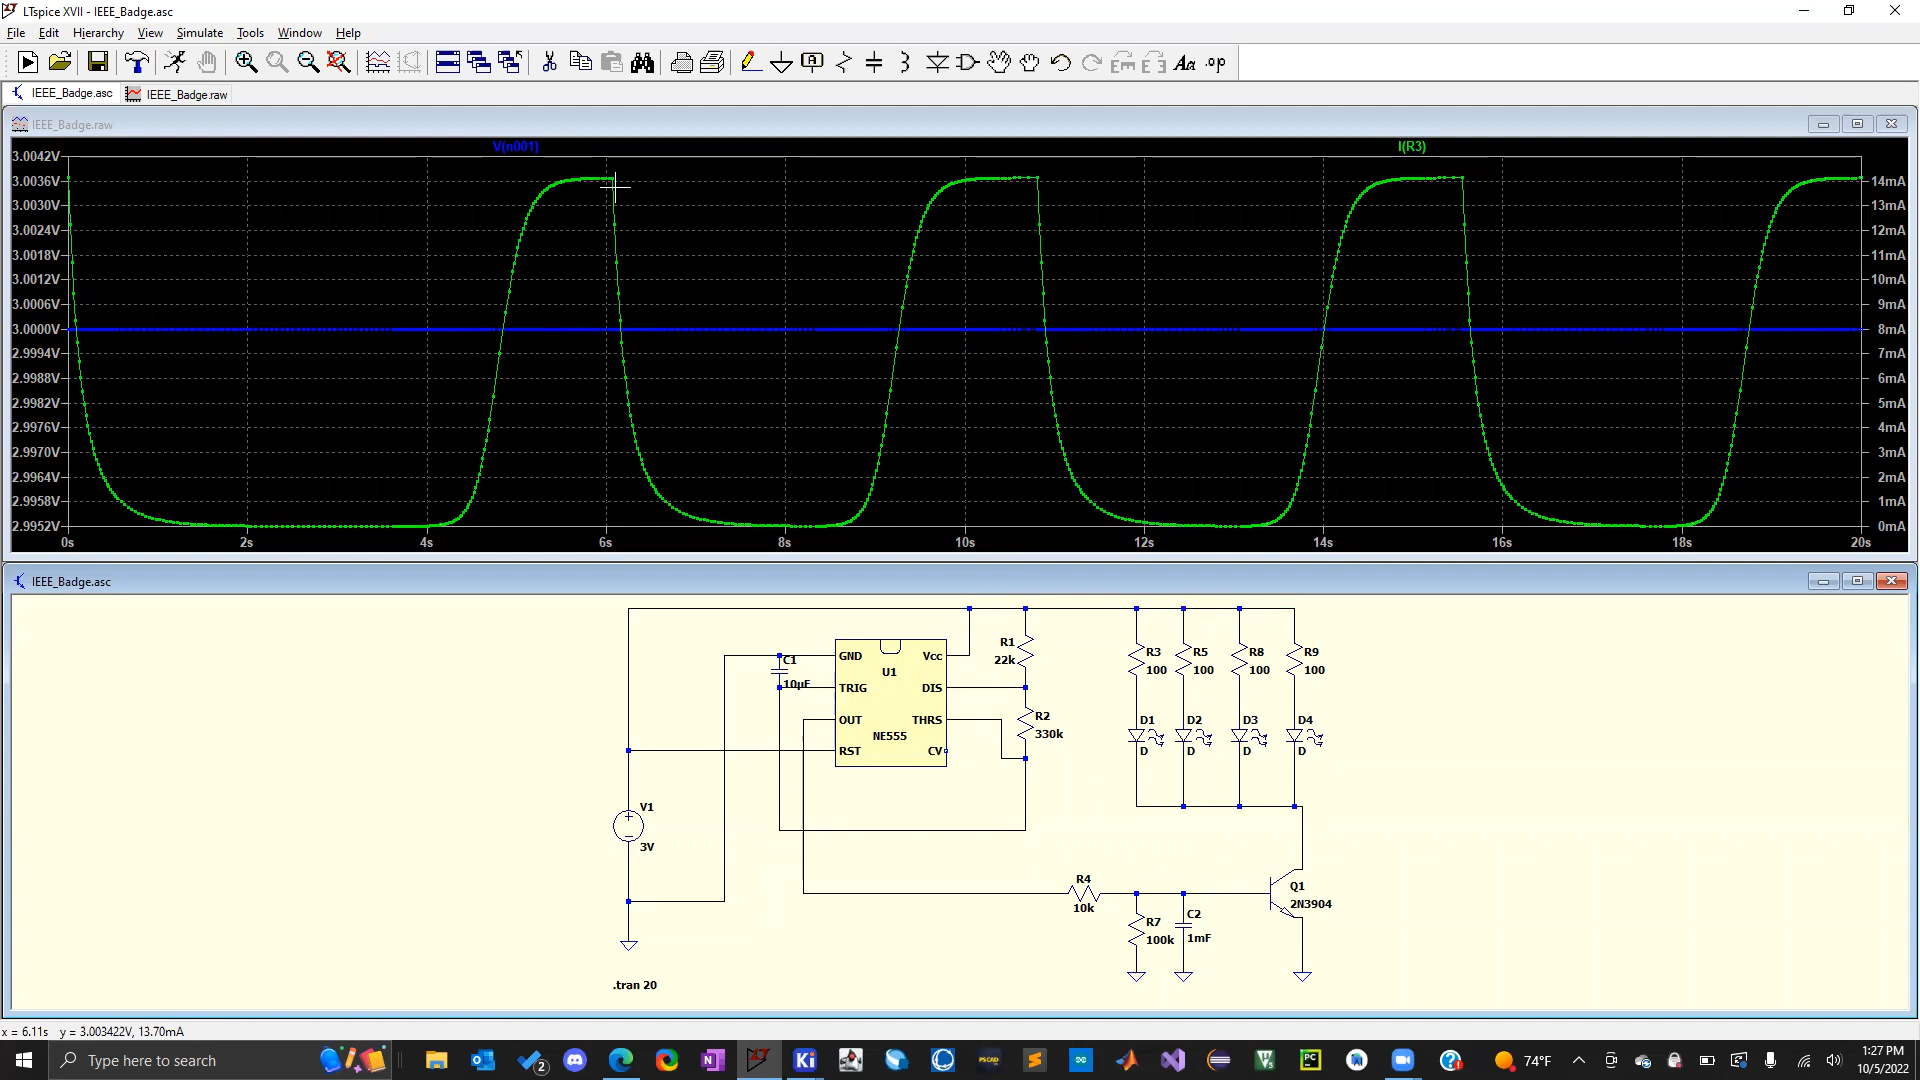 LTspice XVII - IEEE_Badge.asc
File Edit Hierarchy View Simulate Tools Window Help
IEEE_Badge.asc IEEE_Badge.raw
IEEE_Badge.raw
V(n001) I(R3)
3.0042V
3.0036V 14mA
3.0030V 13mA
3.0024V 12mA
3.0018V 11mA
3.0012V 10mA
3.0006V 9mA
3.0000V 8mA
2.9994V 7mA
2.9988V 6mA
2.9982V 5mA
2.9976V 4mA
2.9970V 3mA
2.9964V 2mA
2.9958V 1mA
2.9952V 0mA
0s 2s 4s 6s 8s 10s 12s 14s 16s 18s 20s
IEEE_Badge.asc
R1
22k
C1
10µF
GND Vcc
U1
TRIG DIS
OUT THRS
NE555
RST CV
R2
330k
R3
100
R5
100
R8
100
R9
100
D1
D
D2
D
D3
D
D4
D
V1
3V
R4
10k
R7
100k
C2
1mF
Q1
2N3904
.tran 20
x = 6.11s y = 3.003422V, 13.70mA
Type here to search
2
74°F
1:27 PM
10/5/2022